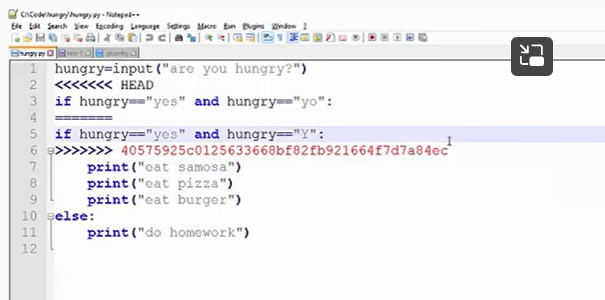 C:\Code\hungry\hungry.py - Notepad++
File Edit Search View Encoding Language Settings Macro Run Plugins Window ?
hungry.py
1 hungry=input("are you hungry?")
2 <<<<<<< HEAD
3 if hungry=="yes" and hungry=="yo":
4 =======
5 if hungry=="yes" and hungry=="Y":
6 >>>>>>> 40575925c0125633668bf82fb921664f7d7a84ec
7 print("eat samosa")
8 print("eat pizza")
9 print("eat burger")
10 else:
11 print("do homework")
12